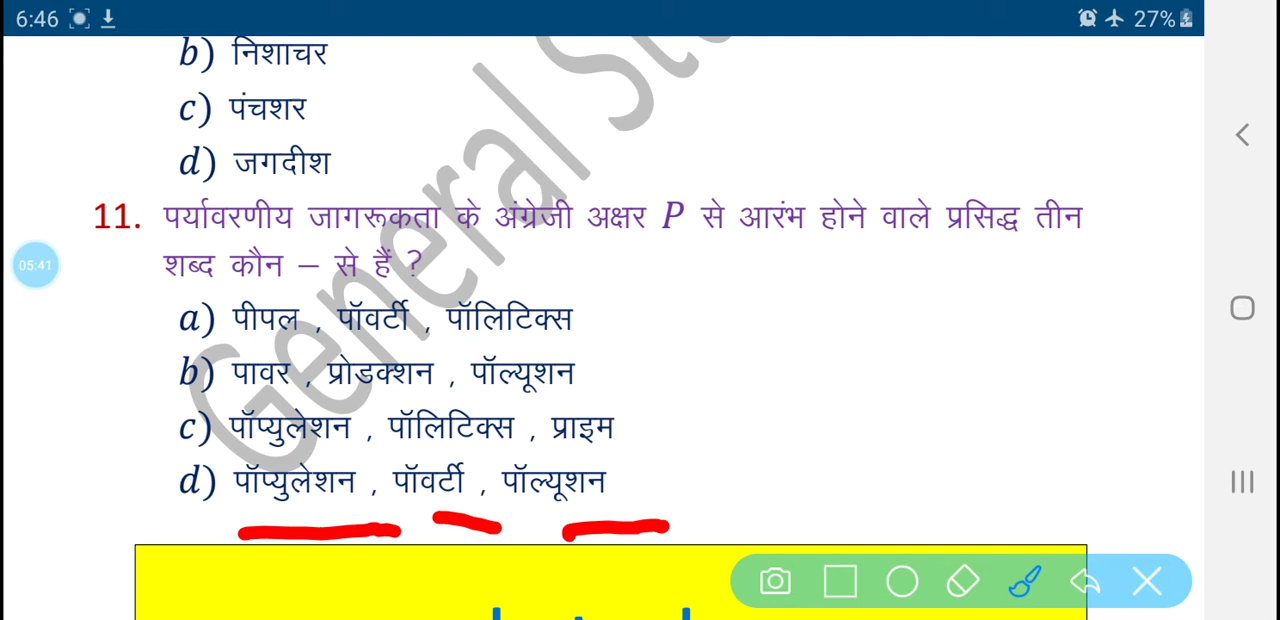 6:46
27%
b) निशाचर
c) पंचशर
d) जगदीश
11. पर्यावरणीय जागरूकता के अंग्रेजी अक्षर P से आरंभ होने वाले प्रसिद्ध तीन
शब्द कौन – से हैं ?
05:41
a) पीपल , पॉवर्टी , पॉलिटिक्स
b) पावर , प्रोडक्शन , पॉल्यूशन
c) पॉप्युलेशन , पॉलिटिक्स , प्राइम
d) पॉप्युलेशन , पॉवर्टी , पॉल्यूशन
General